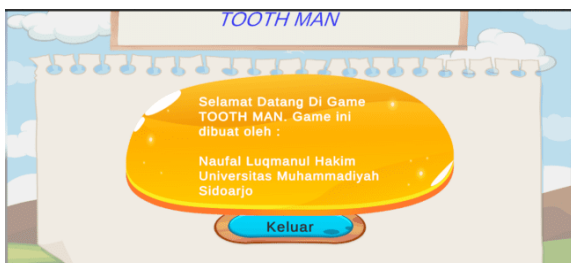 TOOTH MAN
Selamat Datang Di Game
TOOTH MAN. Game ini
dibuat oleh :
Naufal Luqmanul Hakim
Universitas Muhammadiyah
Sidoarjo
Keluar